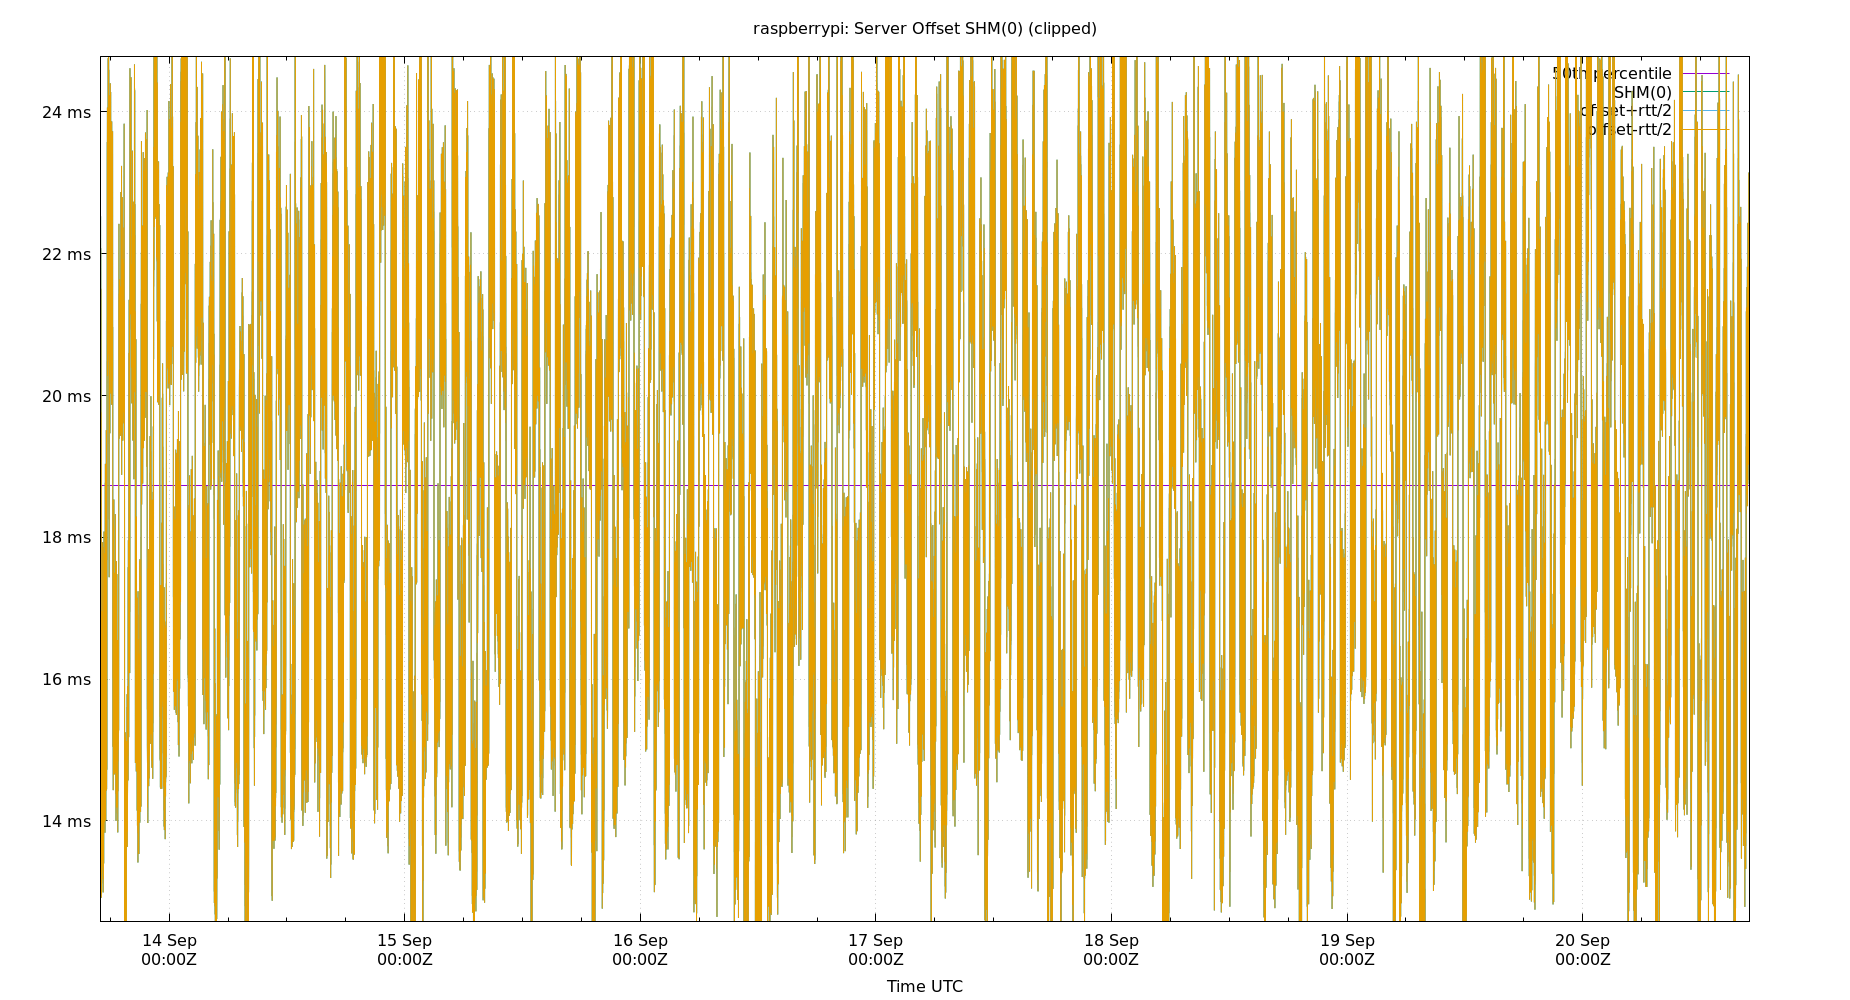 raspberrypi: Server Offset SHM(0) (clipped)
50th percentile
SHM(0)
offset+rtt/2
offset-rtt/2
24 ms
22 ms
20 ms
18 ms
16 ms
14 ms
14 Sep
00:00Z
15 Sep
00:00Z
16 Sep
00:00Z
17 Sep
00:00Z
18 Sep
00:00Z
19 Sep
00:00Z
20 Sep
00:00Z
Time UTC